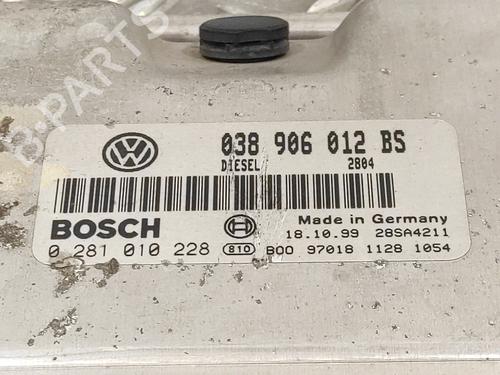 B-PARTS
038 906 012 BS
DIESEL 2804
BOSCH
Made in Germany
18.10.99 28SA4211
0 281 010 228 810 B00 97018 1128 1054